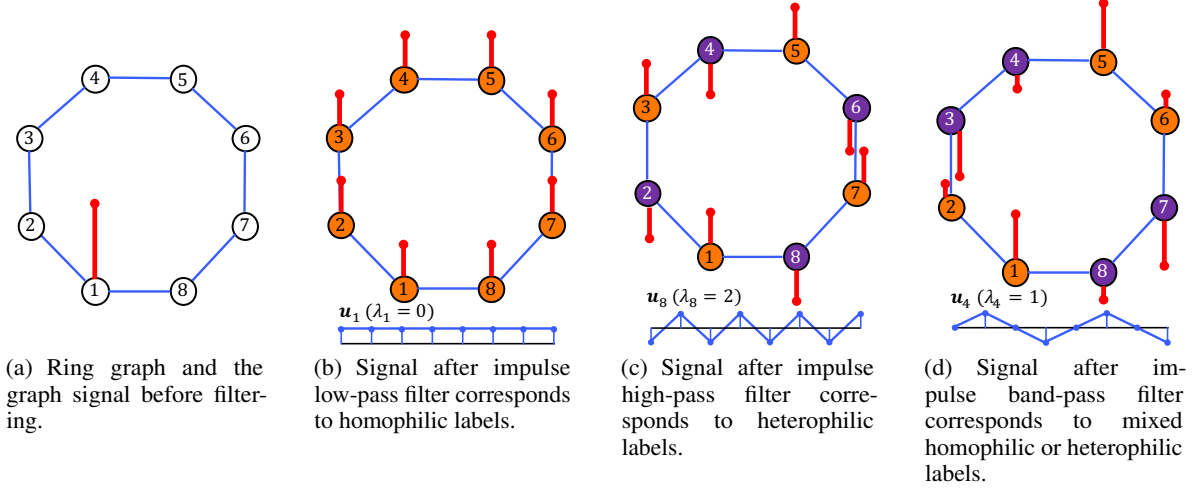 4 5
3 6
2 7
1 8
4 5
3 6
2 7
1 8
u₁ (λ₁ = 0)
4 5
3 6
2 7
1 8
u₈ (λ₈ = 2)
4 5
3 6
2 7
1 8
u₄ (λ₄ = 1)
(a) Ring graph and the
graph signal before filter-
ing.
(b) Signal after impulse
low-pass filter corresponds
to homophilic labels.
(c) Signal after impulse
high-pass filter corre-
sponds to heterophilic
labels.
(d) Signal after im-
pulse band-pass filter
corresponds to mixed
homophilic or heterophilic
labels.